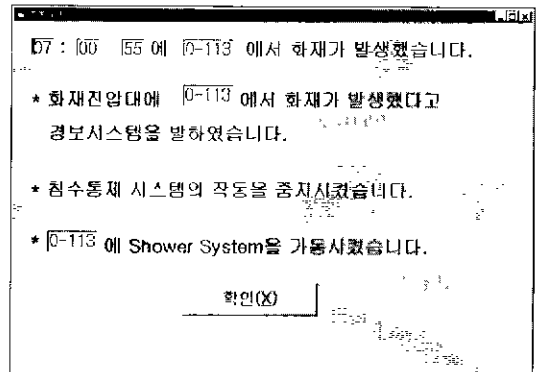 07 : 00 55 에 0-113 에서 화재가 발생했습니다.
* 화재진압대에 0-113 에서 화재가 발생했다고
경보시스템을 발하였습니다.
* 침수통제 시스템의 작동을 중지시켰습니다.
* 0-113 에 Shower System을 가동시켰습니다.
확인(X)